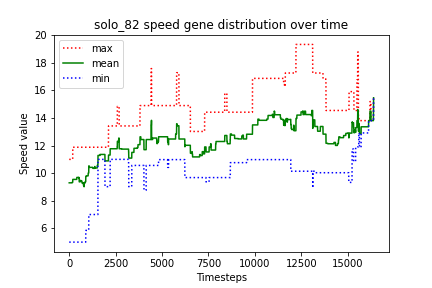 solo_82 speed gene distribution over time
max
mean
min
Speed value
20
18
16
14
12
10
8
6
0
2500
5000
7500
10000
12500
15000
Timesteps